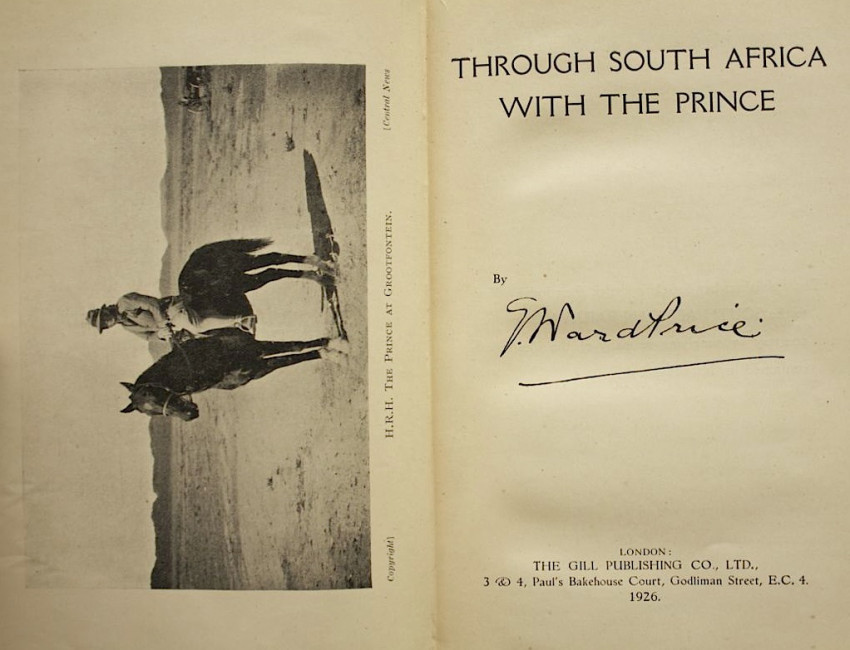 [Central News
H.R.H. The Prince at Grootfontein.
Copyright]
THROUGH SOUTH AFRICA
WITH THE PRINCE
By
G. Ward Price.
LONDON:
THE GILL PUBLISHING CO., LTD.,
3 & 4, Paul's Bakehouse Court, Godliman Street, E.C. 4.
1926.